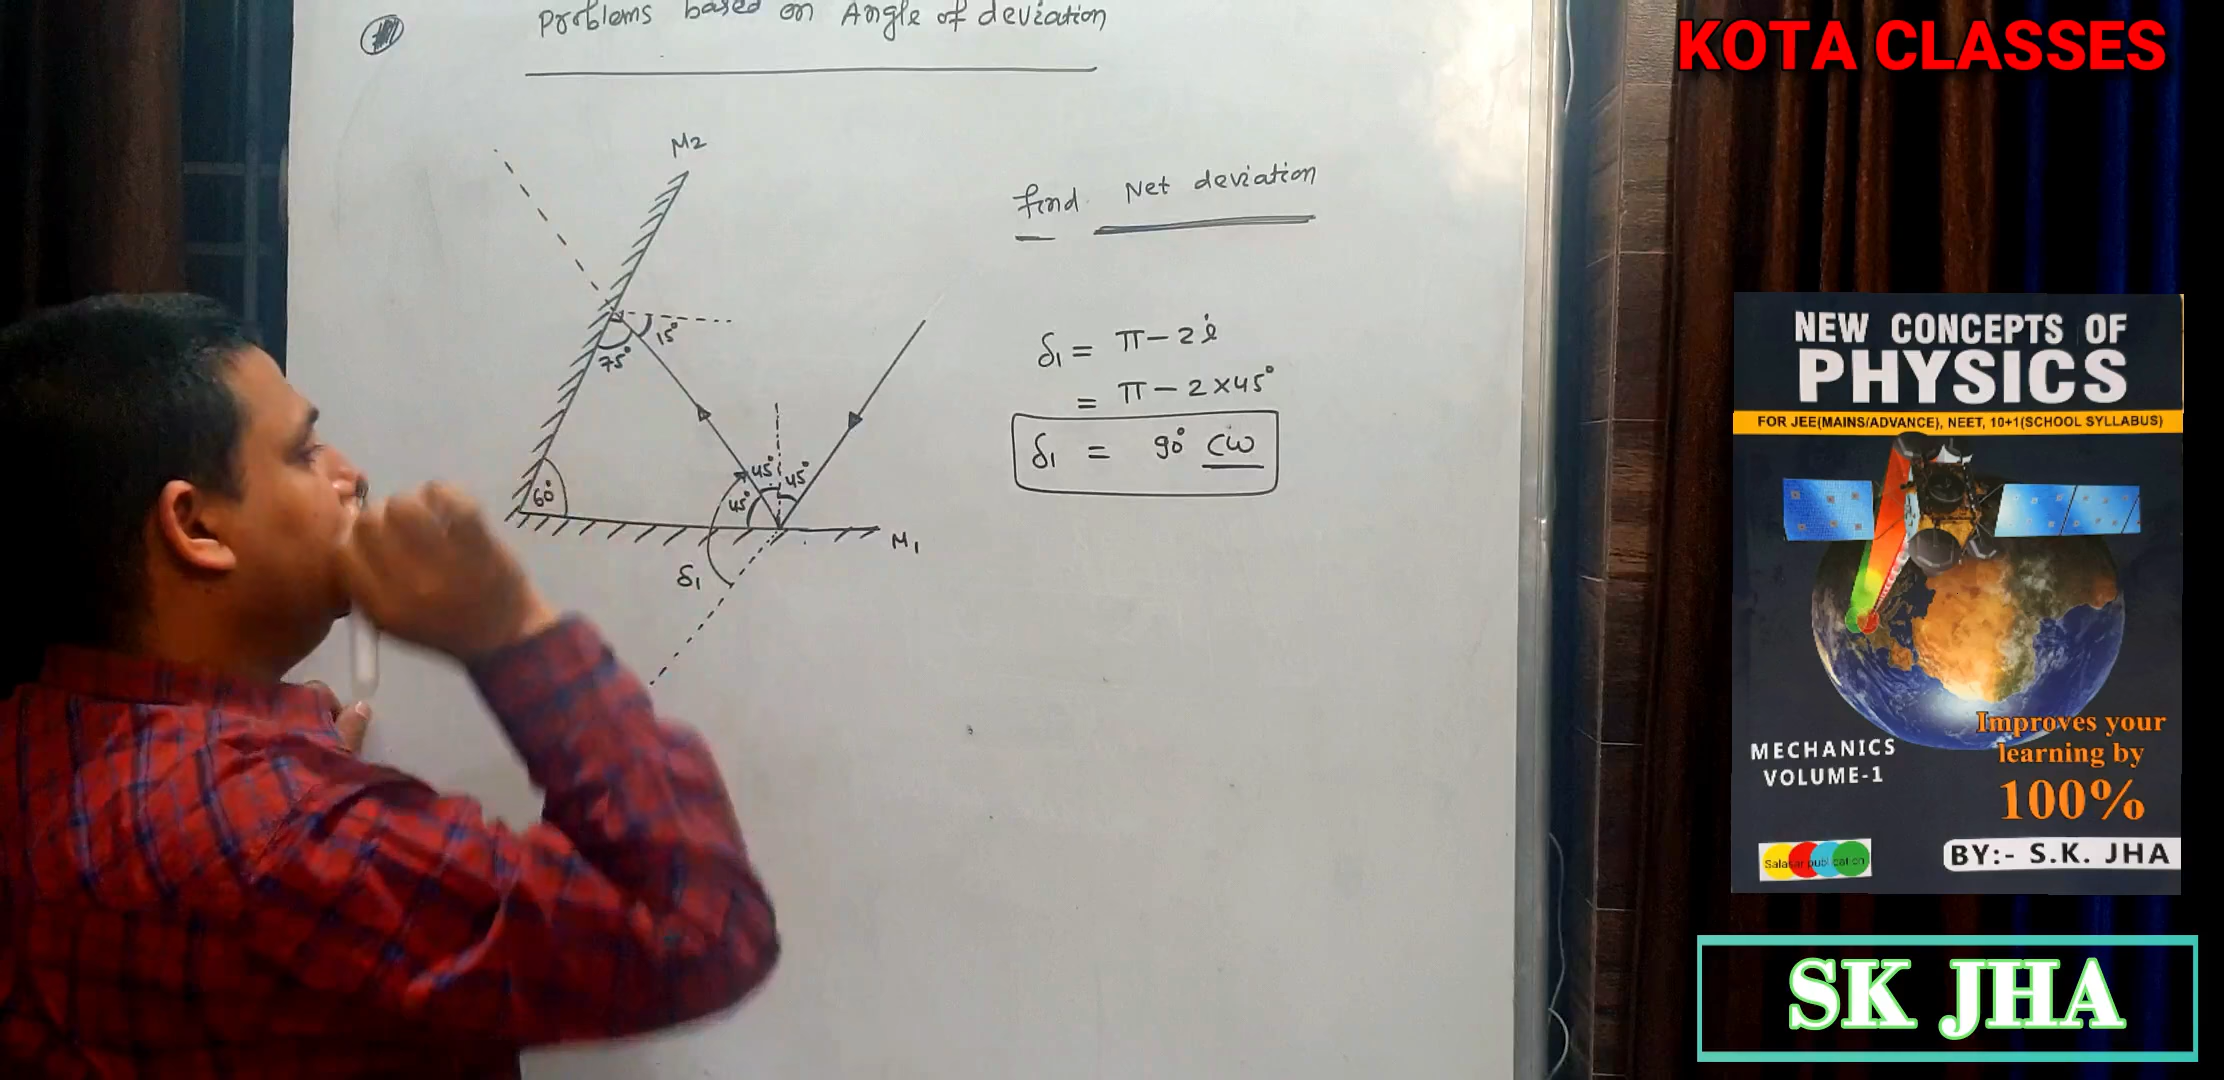 Problems based on Angle of deviation
M2
find Net deviation
15°
75°
δ₁ = π - 2i
= π - 2×45°
δ₁ = 90° CW
45°
45°
45°
60°
M₁
δ₁
KOTA CLASSES
NEW CONCEPTS OF
PHYSICS
FOR JEE(MAINS/ADVANCE), NEET, 10+1(SCHOOL SYLLABUS)
Improves your
learning by
100%
MECHANICS
VOLUME-1
Salasar publication
BY:- S.K. JHA
SK JHA